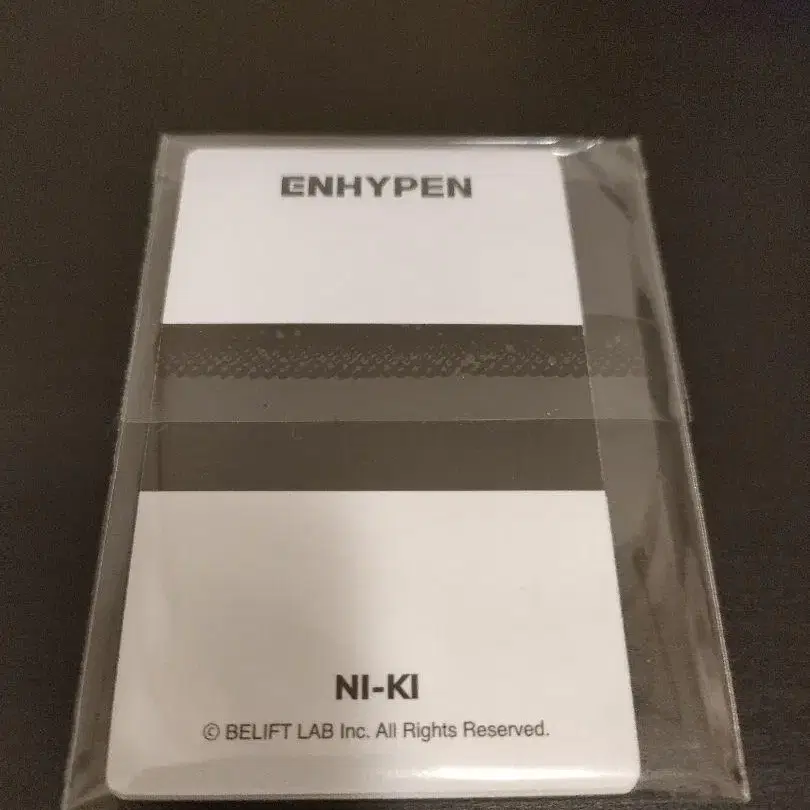 ENHYPEN
NI-KI
© BELIFT LAB Inc. All Rights Reserved.